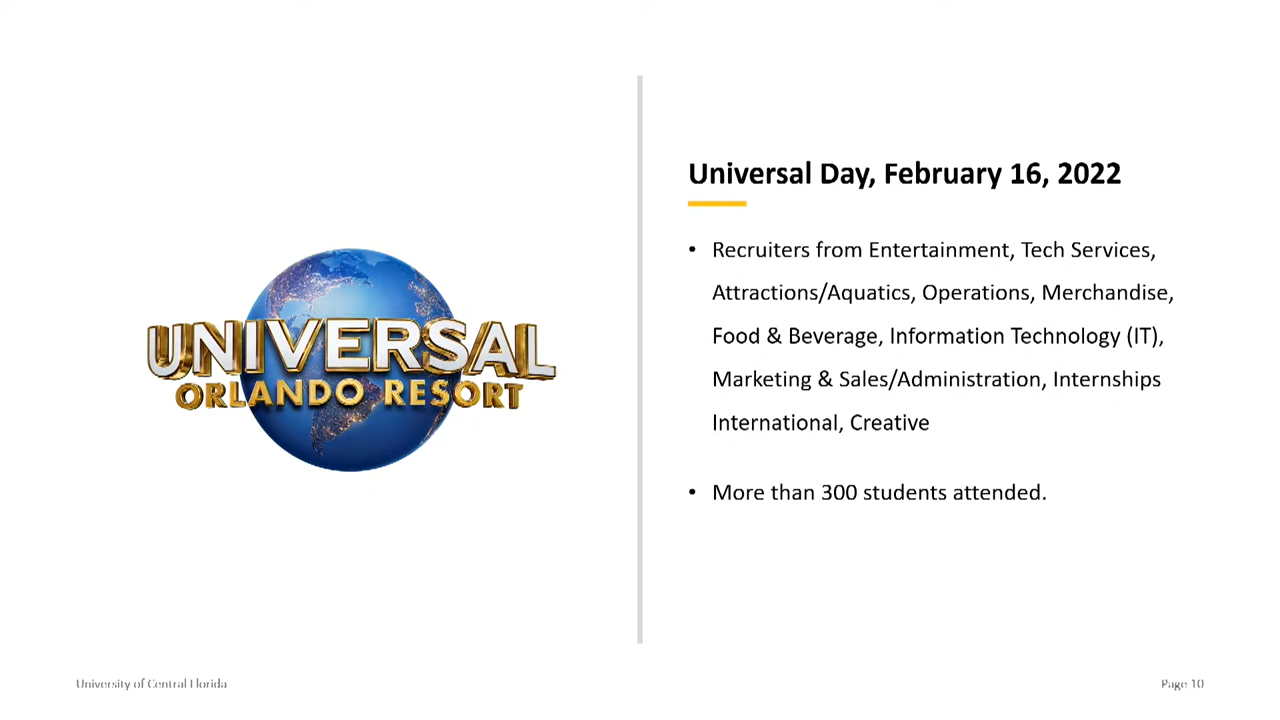 UNIVERSAL
ORLANDO RESORT
Universal Day, February 16, 2022
• Recruiters from Entertainment, Tech Services,
Attractions/Aquatics, Operations, Merchandise,
Food & Beverage, Information Technology (IT),
Marketing & Sales/Administration, Internships
International, Creative
• More than 300 students attended.
University of Central Florida
Page 10